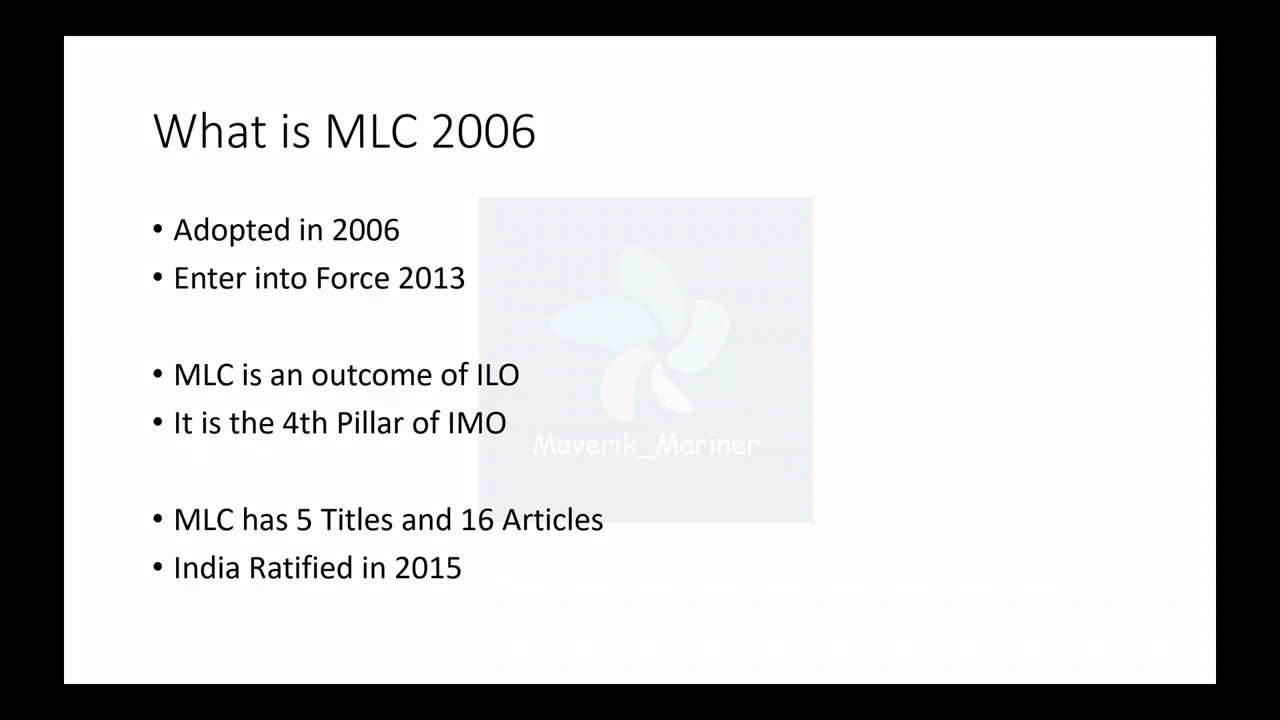 What is MLC 2006
• Adopted in 2006
• Enter into Force 2013
• MLC is an outcome of ILO
• It is the 4th Pillar of IMO
Maverik_Mariner
• MLC has 5 Titles and 16 Articles
• India Ratified in 2015